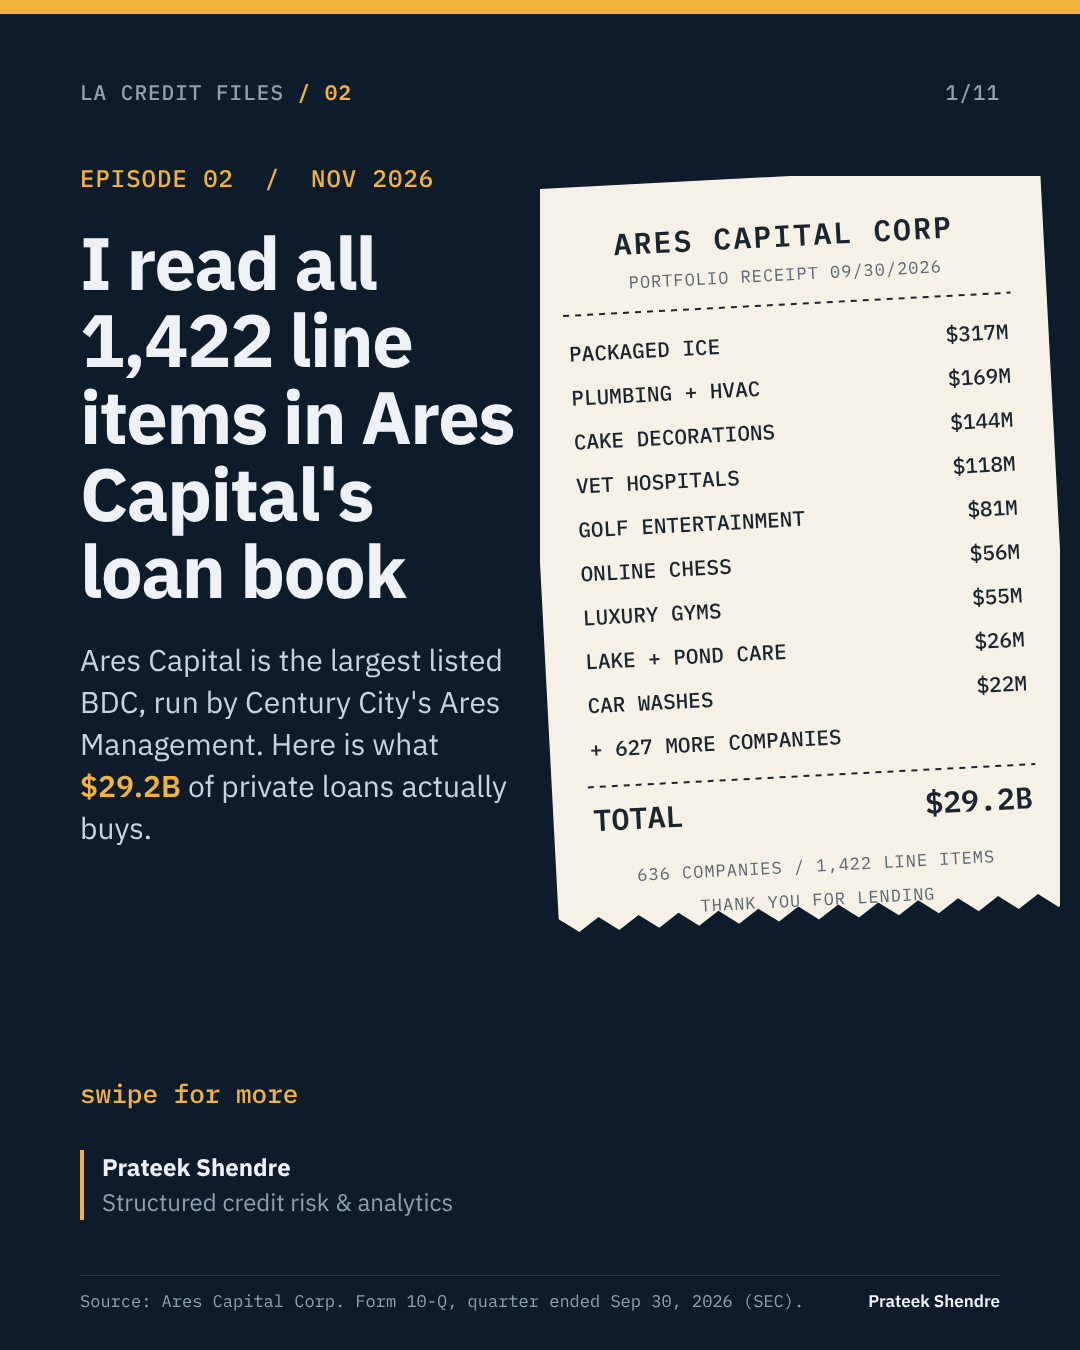 LA CREDIT FILES / 02
1/11
EPISODE 02 / NOV 2026
I read all
1,422 line
items in Ares
Capital's
loan book
Ares Capital is the largest listed
BDC, run by Century City's Ares
Management. Here is what
$29.2B of private loans actually
buys.
ARES CAPITAL CORP
PORTFOLIO RECEIPT 09/30/2026
PACKAGED ICE $317M
PLUMBING + HVAC $169M
CAKE DECORATIONS $144M
VET HOSPITALS $118M
GOLF ENTERTAINMENT $81M
ONLINE CHESS $56M
LUXURY GYMS $55M
LAKE + POND CARE $26M
CAR WASHES $22M
+ 627 MORE COMPANIES
TOTAL $29.2B
636 COMPANIES / 1,422 LINE ITEMS
THANK YOU FOR LENDING
swipe for more
Prateek Shendre
Structured credit risk & analytics
Source: Ares Capital Corp. Form 10-Q, quarter ended Sep 30, 2026 (SEC).
Prateek Shendre